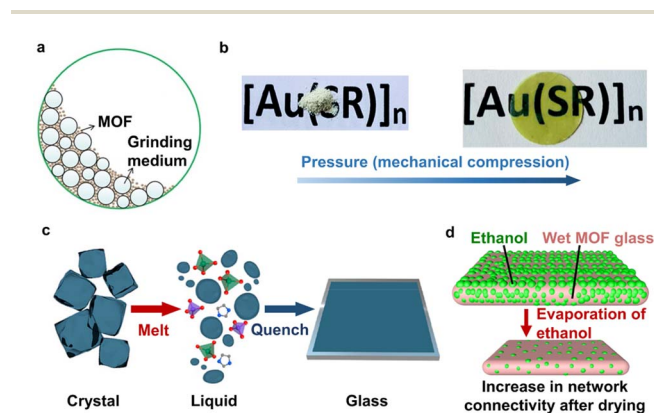 a
MOF
Grinding
medium
b
[Au(SR)]n
[Au(SR)]n
Pressure (mechanical compression)
c
Melt
Quench
Crystal
Liquid
Glass
d
Ethanol
Wet MOF glass
Evaporation of
ethanol
Increase in network
connectivity after drying